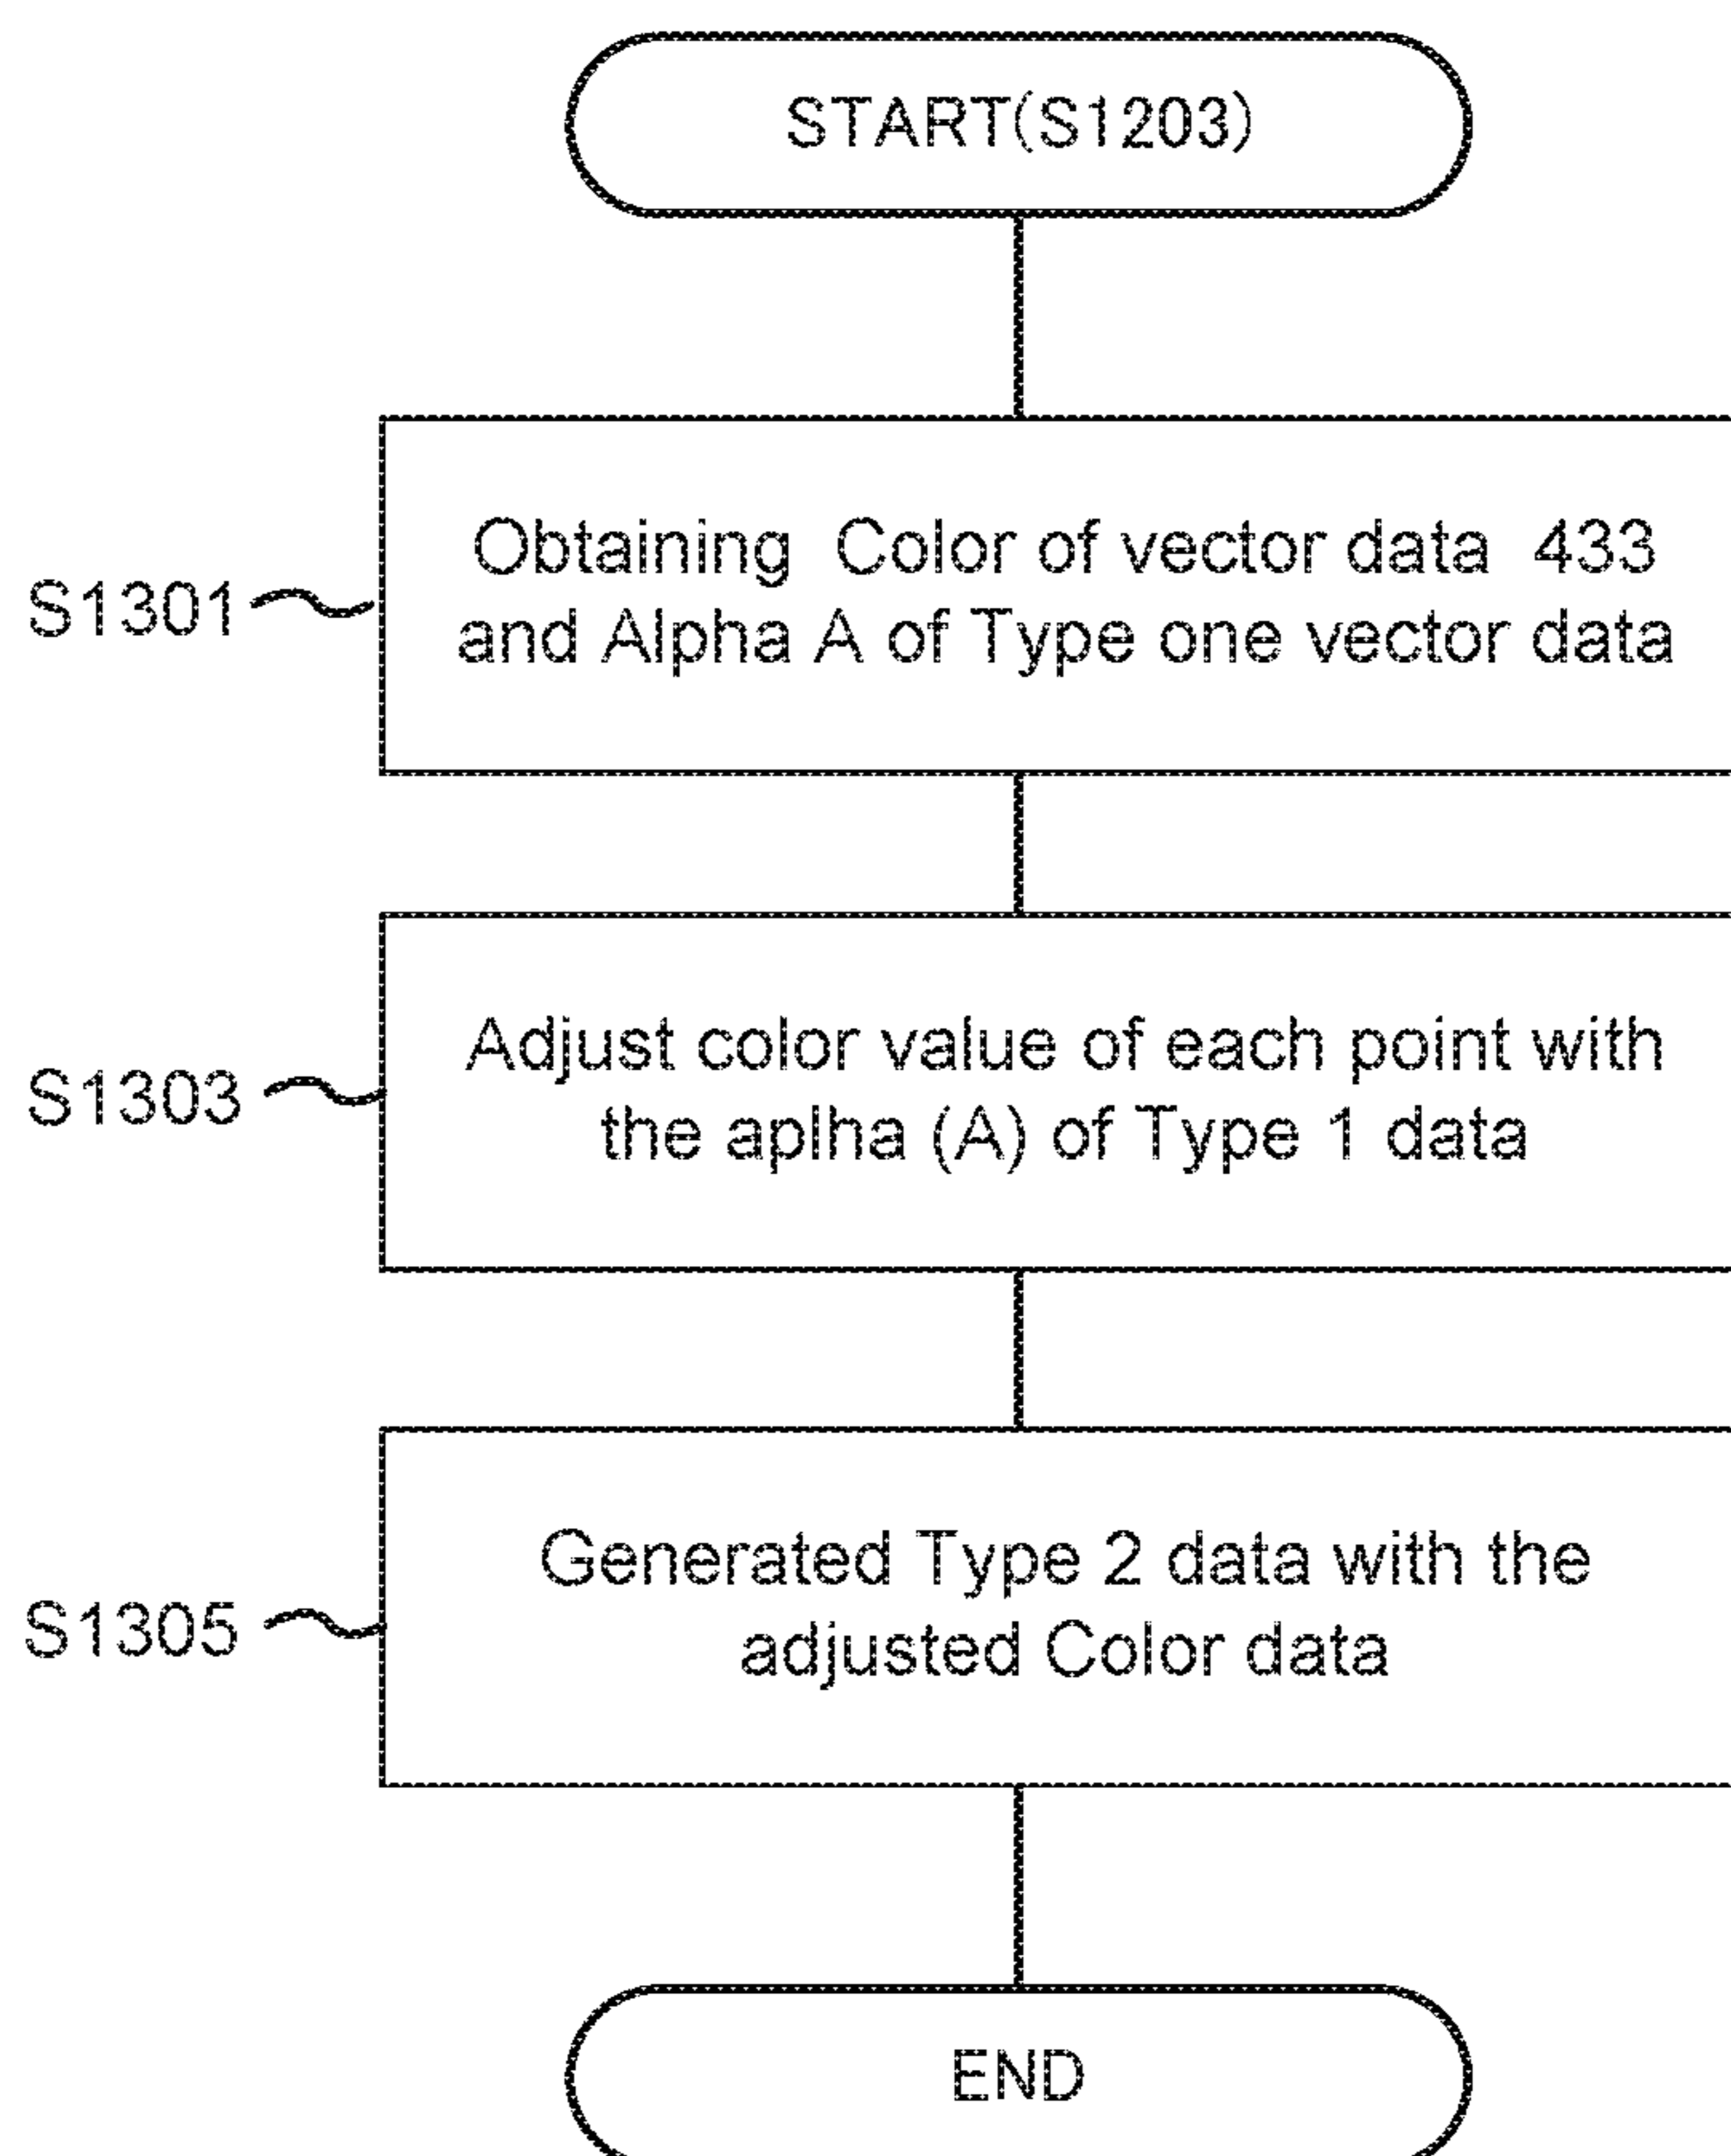 START(S1203)
S1301
Obtaining Color of vector data 433
and Alpha A of Type one vector data
S1303
Adjust color value of each point with
the aplha (A) of Type 1 data
S1305
Generated Type 2 data with the
adjusted Color data
END